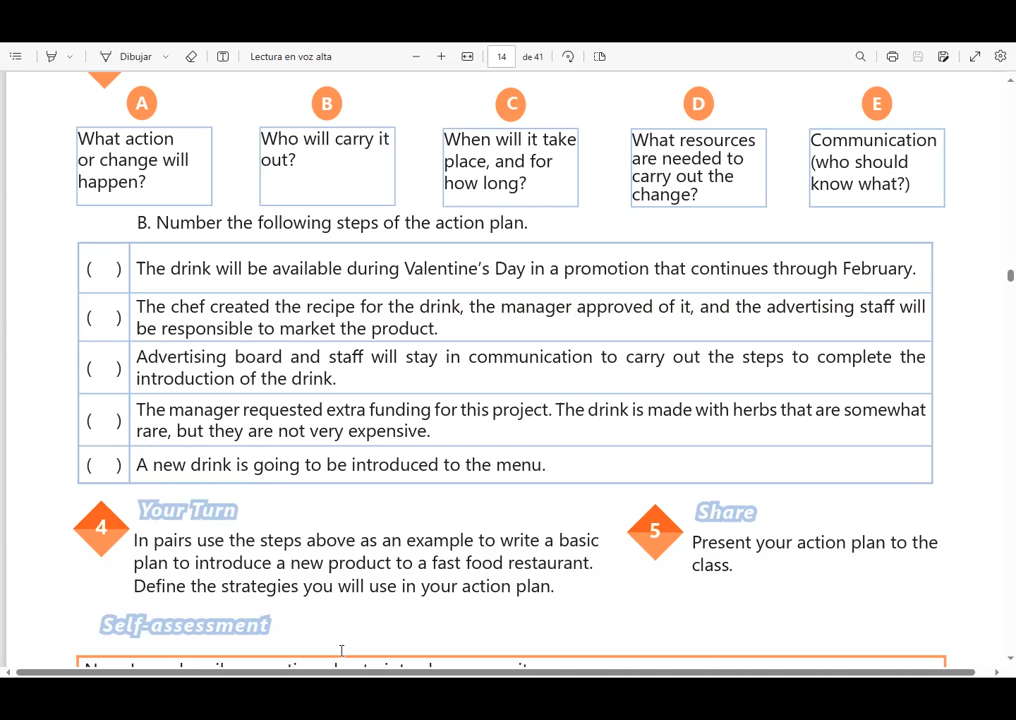 Dibujar
Lectura en voz alta
14
de 41
A
B
C
D
E
What action
or change will
happen?
Who will carry it
out?
When will it take
place, and for
how long?
What resources
are needed to
carry out the
change?
Communication
(who should
know what?)
B. Number the following steps of the action plan.
( ) The drink will be available during Valentine’s Day in a promotion that continues through February.
( ) The chef created the recipe for the drink, the manager approved of it, and the advertising staff will
be responsible to market the product.
( ) Advertising board and staff will stay in communication to carry out the steps to complete the
introduction of the drink.
( ) The manager requested extra funding for this project. The drink is made with herbs that are somewhat
rare, but they are not very expensive.
( ) A new drink is going to be introduced to the menu.
4
Your Turn
In pairs use the steps above as an example to write a basic
plan to introduce a new product to a fast food restaurant.
Define the strategies you will use in your action plan.
5
Share
Present your action plan to the
class.
Self-assessment